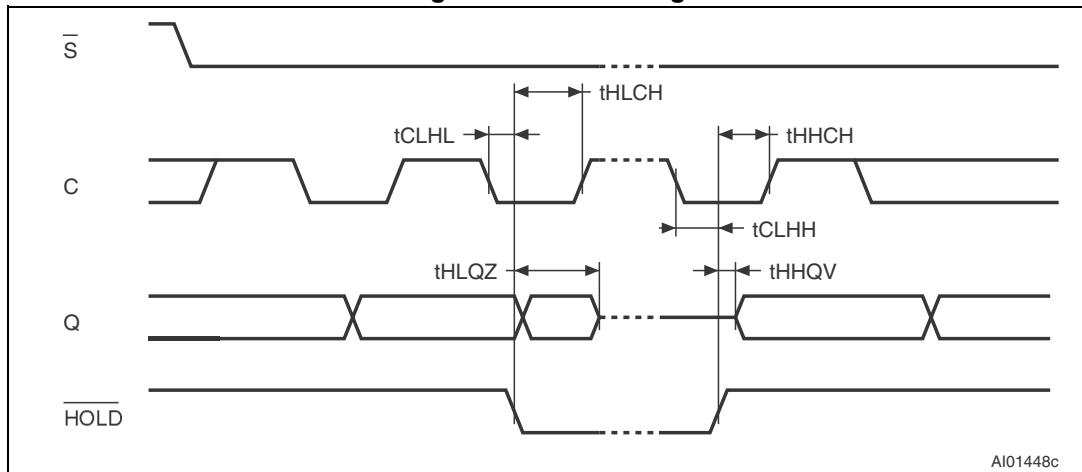 S
tHLCH
tCLHL
tHHCH
C
tCLHH
tHLQZ
tHHQV
Q
HOLD
AI01448c